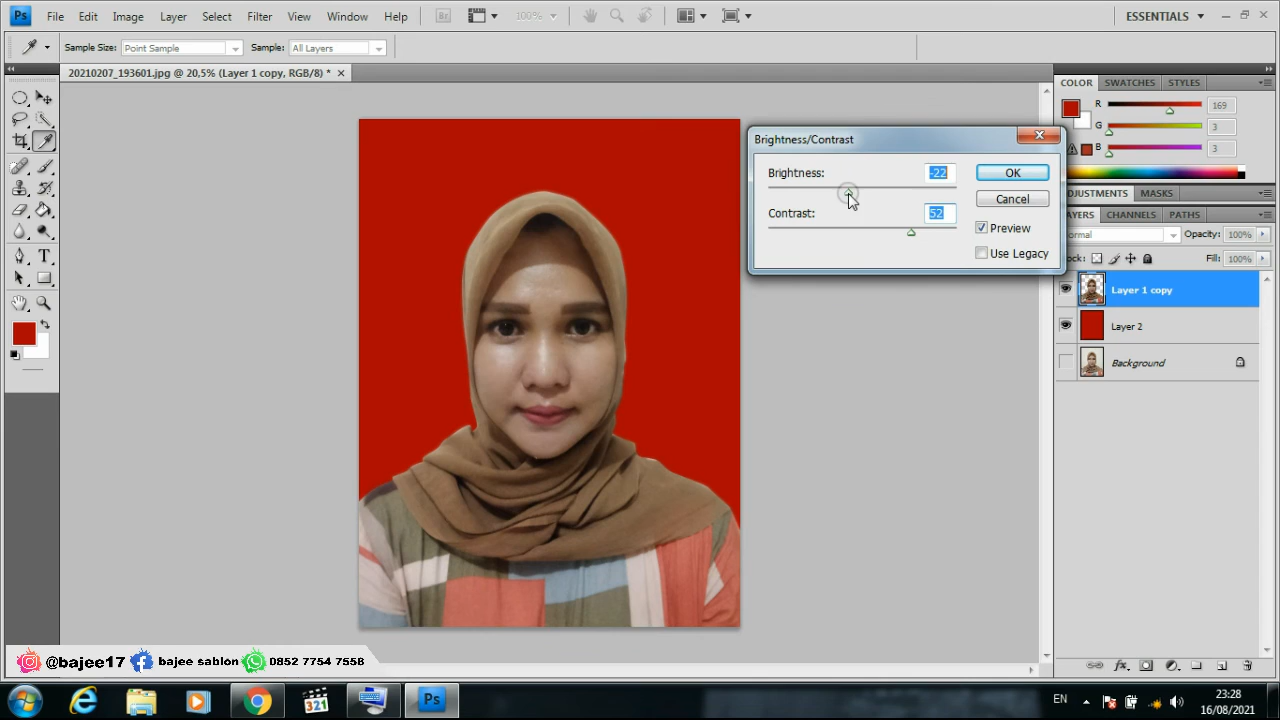 Ps File Edit Image Layer Select Filter View Window Help Br 100% ESSENTIALS
Sample Size: Point Sample Sample: All Layers
20210207_193601.jpg @ 20,5% (Layer 1 copy, RGB/8) *
COLOR SWATCHES STYLES
R 169
G 3
B 3
Brightness/Contrast
Brightness: -22 OK
Cancel
Contrast: 52
Preview
Use Legacy
ADJUSTMENTS MASKS
LAYERS CHANNELS PATHS
Normal Opacity: 100%
Lock: Fill: 100%
Layer 1 copy
Layer 2
Background
@bajee17 bajee sablon 0852 7754 7558
321 Ps EN 23:28
16/08/2021